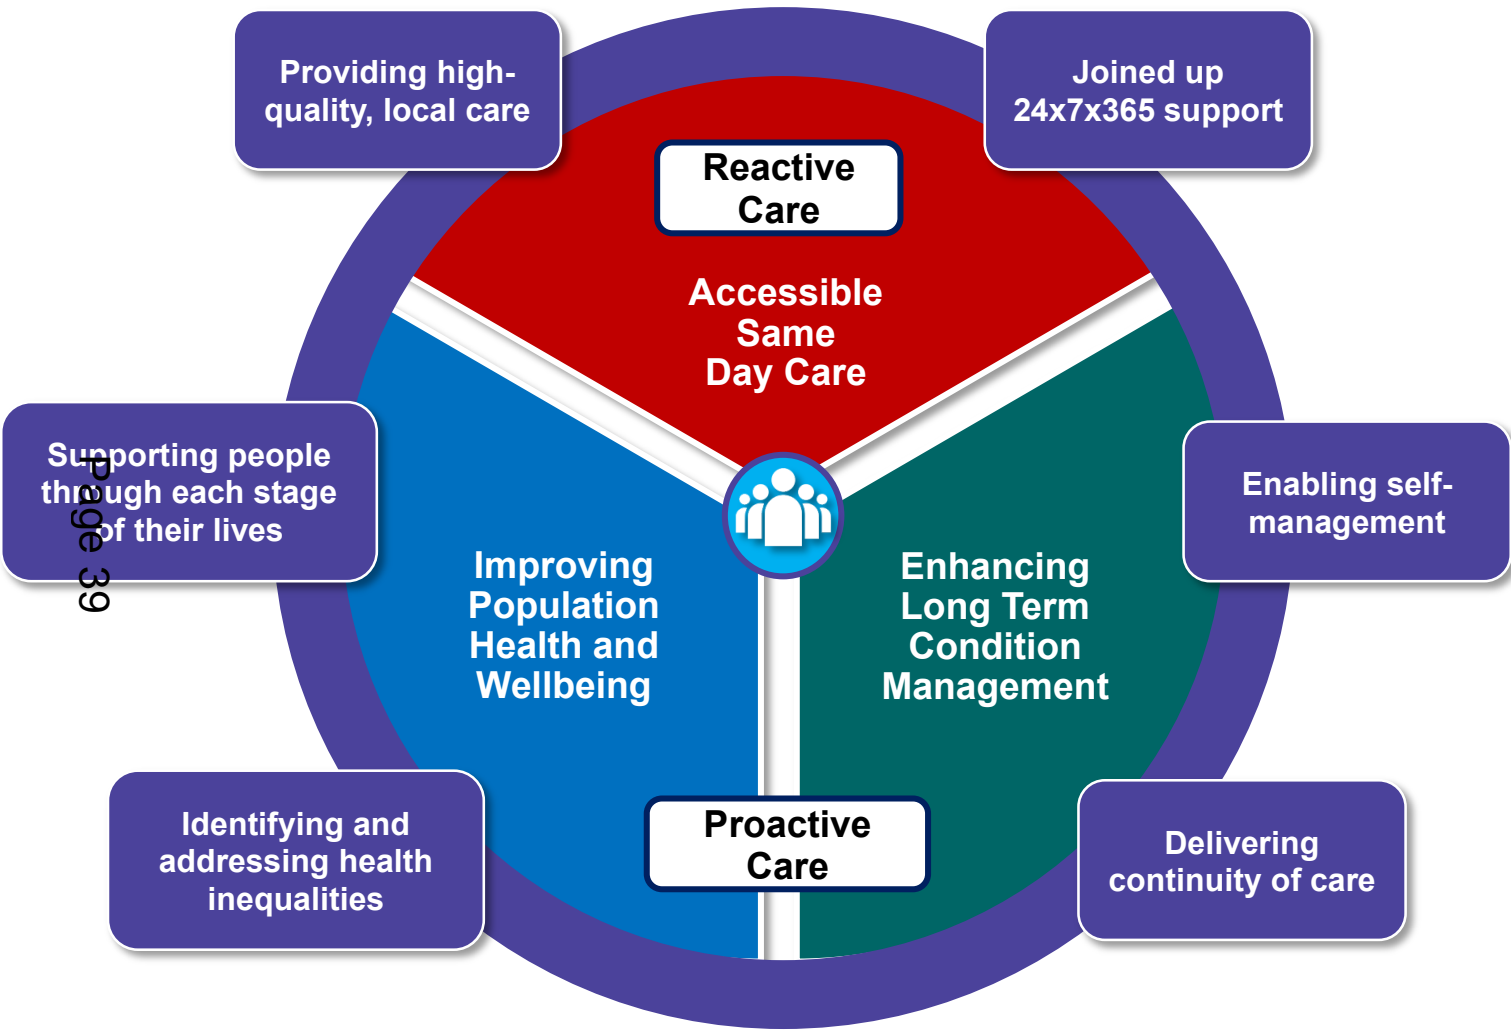 Providing high-
quality, local care
Joined up
24x7x365 support
Reactive
Care
Accessible
Same
Day Care
Supporting people
through each stage
of their lives
Page 39
Enabling self-
management
Improving
Population
Health and
Wellbeing
Enhancing
Long Term
Condition
Management
Identifying and
addressing health
inequalities
Proactive
Care
Delivering
continuity of care